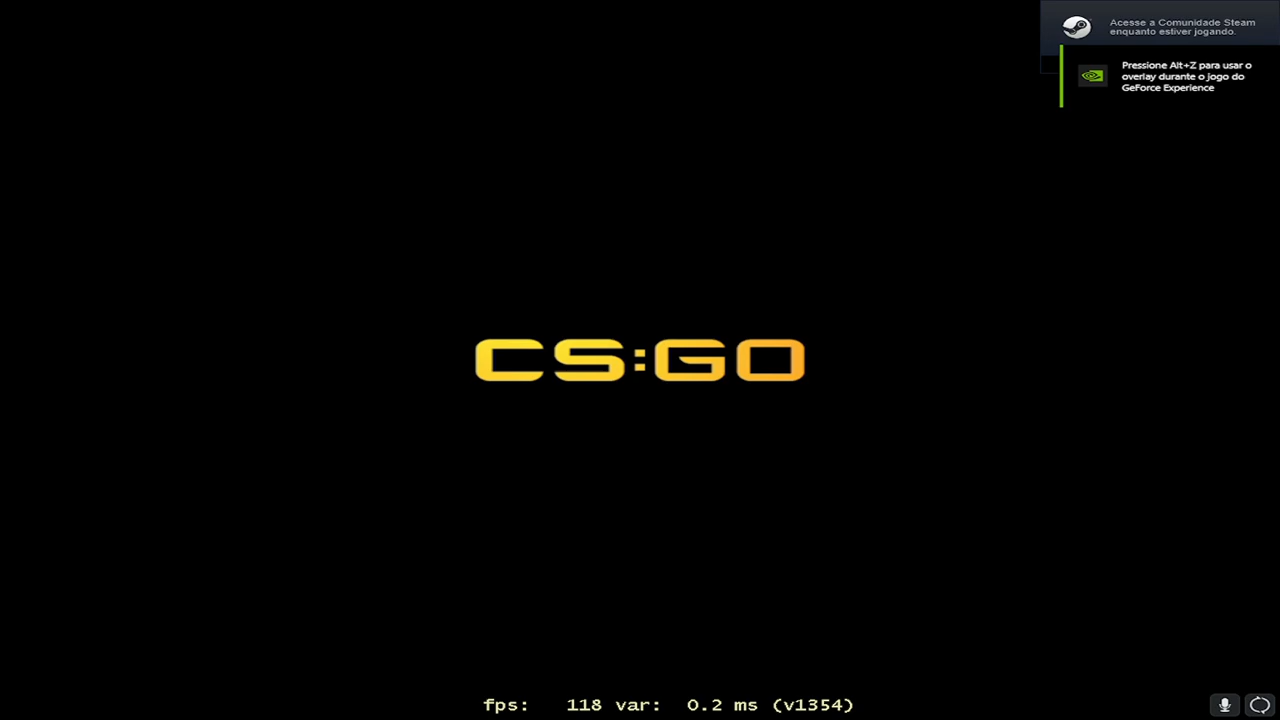 Acesse a Comunidade Steam
enquanto estiver jogando.
Pressione Alt+Z para usar o
overlay durante o jogo do
GeForce Experience
CS:GO
fps: 118 var: 0.2 ms (v1354)